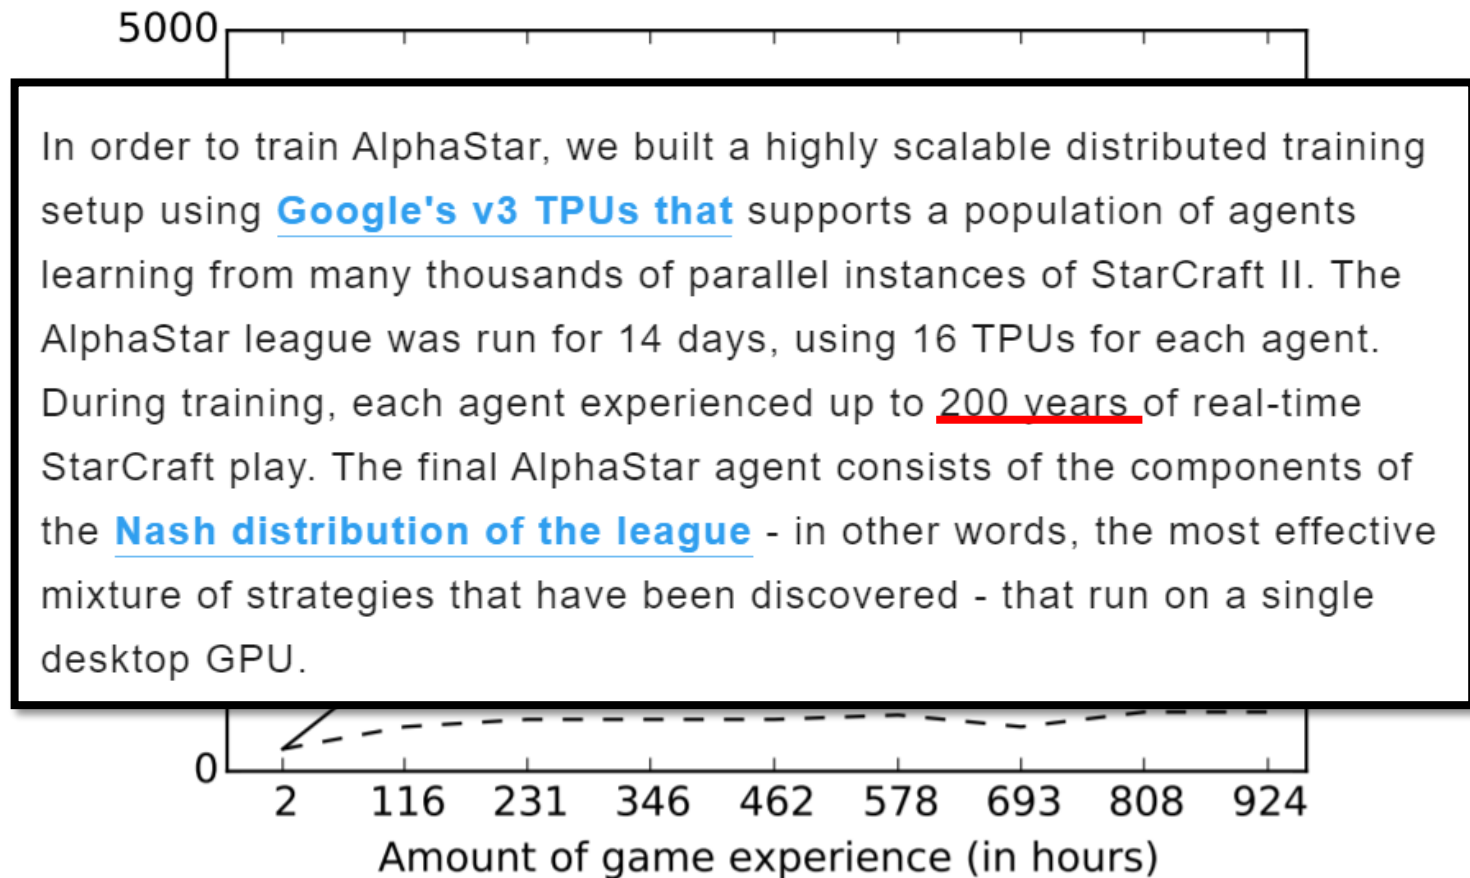 5000
In order to train AlphaStar, we built a highly scalable distributed training
setup using Google's v3 TPUs that supports a population of agents
learning from many thousands of parallel instances of StarCraft II. The
AlphaStar league was run for 14 days, using 16 TPUs for each agent.
During training, each agent experienced up to 200 years of real-time
StarCraft play. The final AlphaStar agent consists of the components of
the Nash distribution of the league - in other words, the most effective
mixture of strategies that have been discovered - that run on a single
desktop GPU.
0
2 116 231 346 462 578 693 808 924
Amount of game experience (in hours)